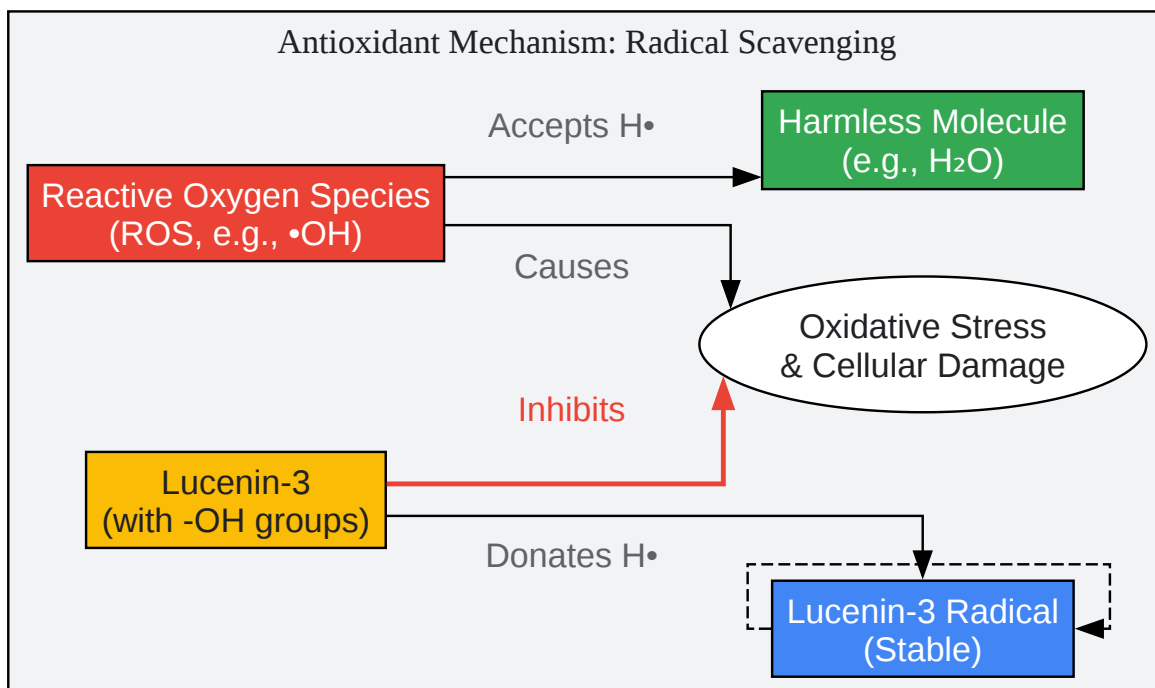 Antioxidant Mechanism: Radical Scavenging
Accepts H•
Harmless Molecule
(e.g., H₂O)
Reactive Oxygen Species
(ROS, e.g., •OH)
Causes
Oxidative Stress
& Cellular Damage
Inhibits
Lucenin-3
(with -OH groups)
Donates H•
Lucenin-3 Radical
(Stable)